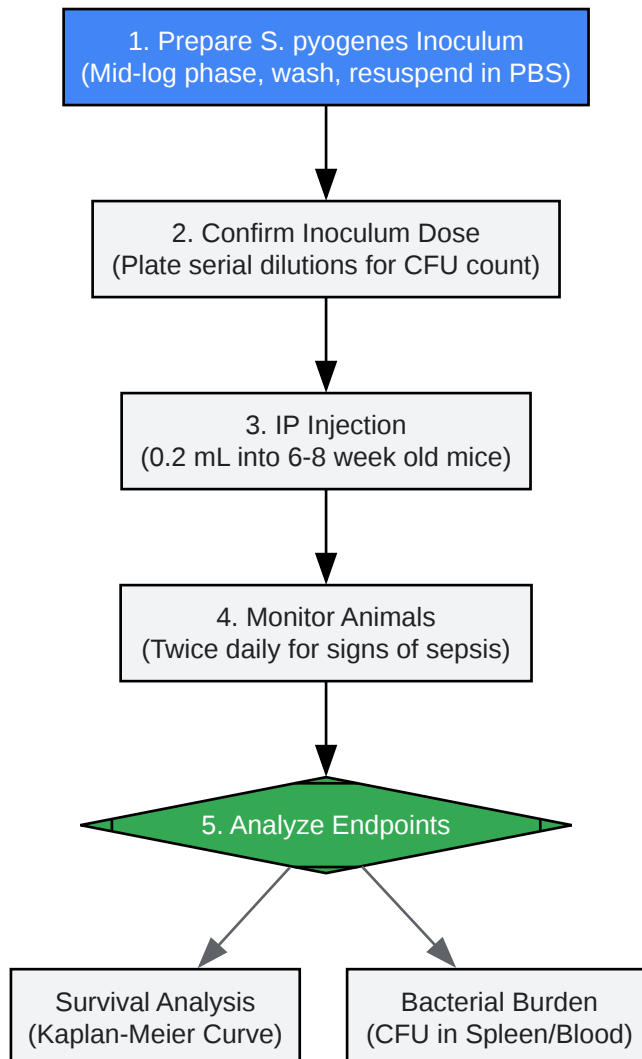 1. Prepare S. pyogenes Inoculum
(Mid-log phase, wash, resuspend in PBS)
2. Confirm Inoculum Dose
(Plate serial dilutions for CFU count)
3. IP Injection
(0.2 mL into 6-8 week old mice)
4. Monitor Animals
(Twice daily for signs of sepsis)
5. Analyze Endpoints
Survival Analysis
(Kaplan-Meier Curve)
Bacterial Burden
(CFU in Spleen/Blood)